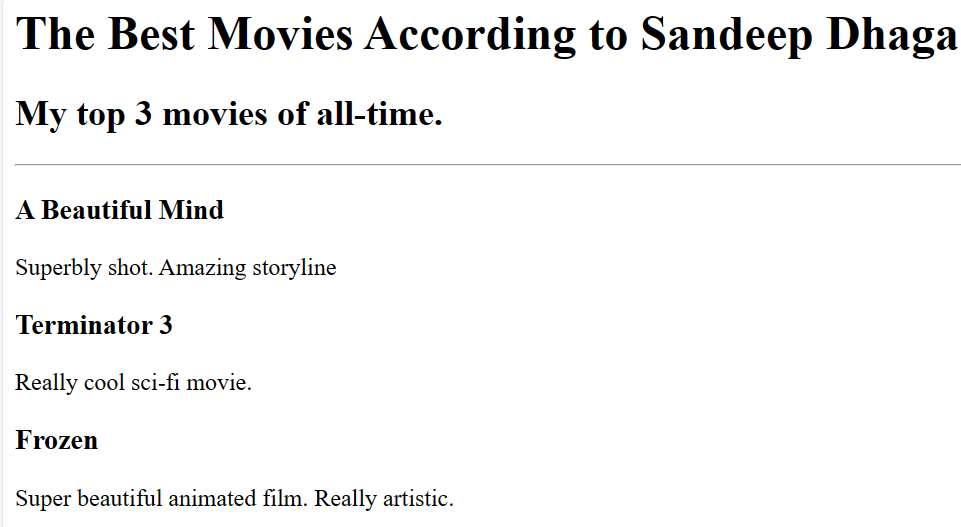 The Best Movies According to Sandeep Dhaga
My top 3 movies of all-time.
A Beautiful Mind
Superbly shot. Amazing storyline
Terminator 3
Really cool sci-fi movie.
Frozen
Super beautiful animated film. Really artistic.